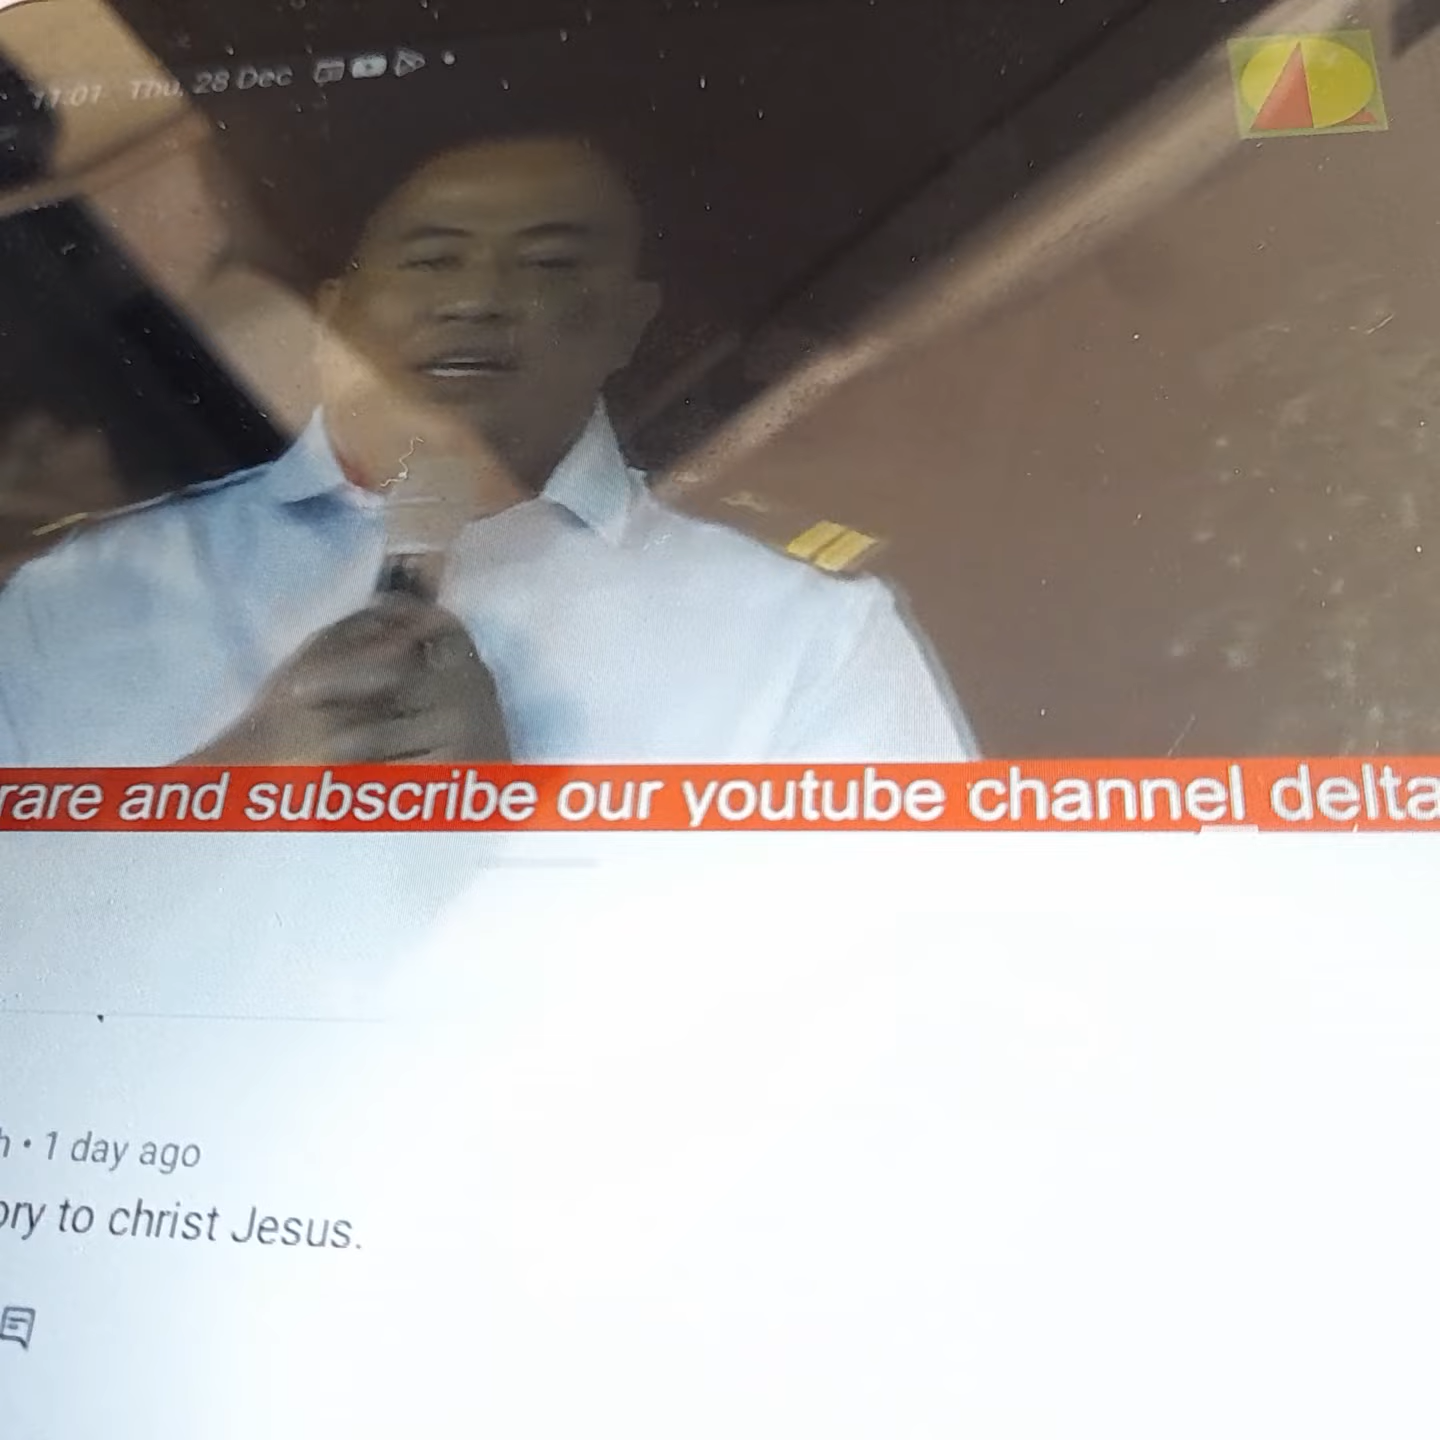 11:01 Thu, 28 Dec
rare and subscribe our youtube channel delta
h • 1 day ago
ory to christ Jesus.